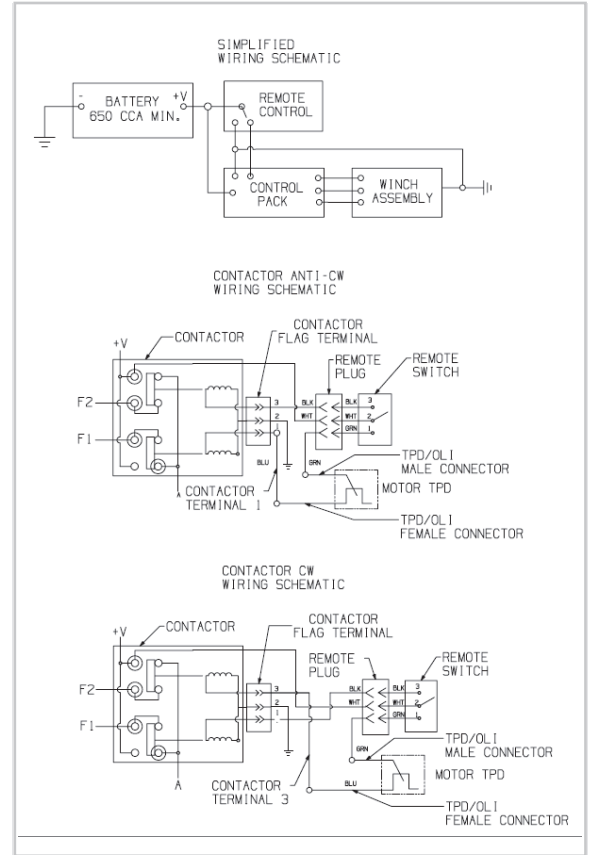 SIMPLIFIED
WIRING SCHEMATIC
- BATTERY +V
650 CCA MIN.
REMOTE
CONTROL
CONTROL
PACK
WINCH
ASSEMBLY
CONTACTOR ANTI-CW
WIRING SCHEMATIC
+V
CONTACTOR
CONTACTOR
FLAG TERMINAL
REMOTE
PLUG
REMOTE
SWITCH
F2
F1
3
2
1
BLK
WHT
GRN
BLK 3
WHT 2
GRN 1
BLU
GRN
A
CONTACTOR
TERMINAL 1
TPD/OLI
MALE CONNECTOR
MOTOR TPD
TPD/OLI
FEMALE CONNECTOR
CONTACTOR CW
WIRING SCHEMATIC
+V
CONTACTOR
CONTACTOR
FLAG TERMINAL
REMOTE
PLUG
REMOTE
SWITCH
F2
F1
3
2
1
BLK
WHT
BLK 3
WHT 2
GRN 1
GRN
A
CONTACTOR
TERMINAL 3
BLU
TPD/OLI
MALE CONNECTOR
MOTOR TPD
TPD/OLI
FEMALE CONNECTOR